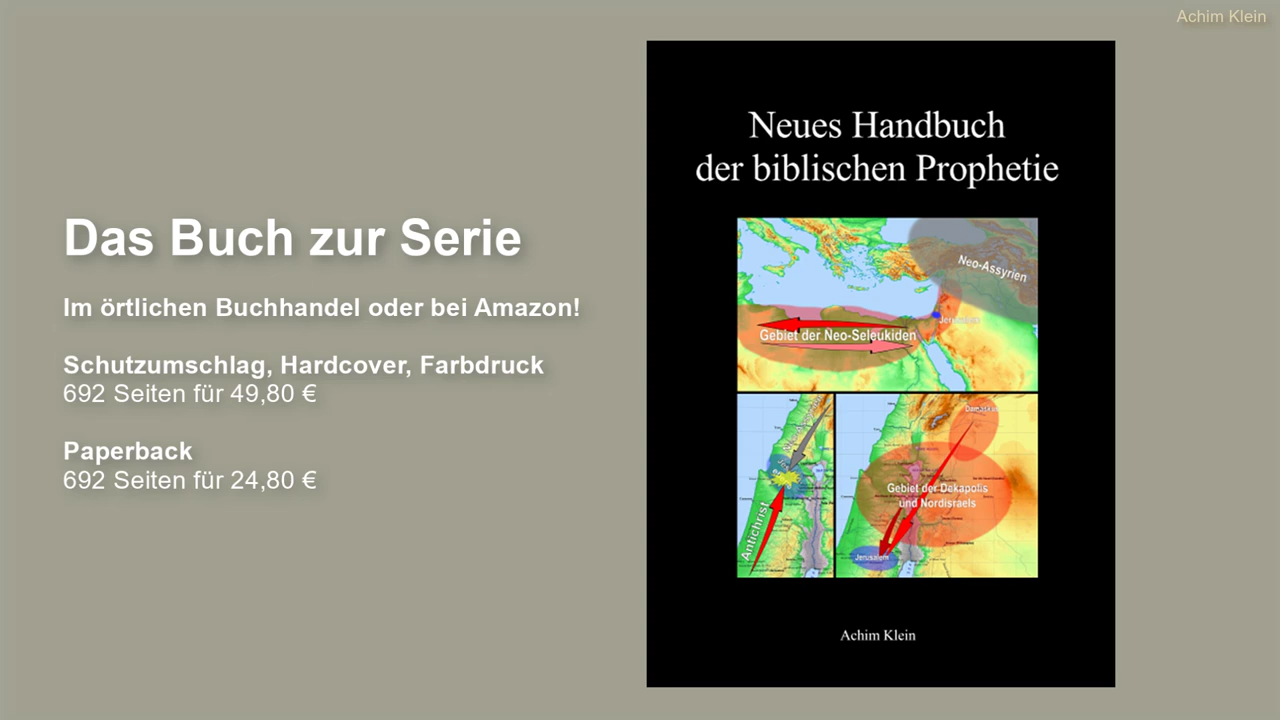 Achim Klein
Das Buch zur Serie
Im örtlichen Buchhandel oder bei Amazon!
Schutzumschlag, Hardcover, Farbdruck
692 Seiten für 49,80 €
Paperback
692 Seiten für 24,80 €
Neues Handbuch
der biblischen Prophetie
Neo-Assyrien
Jerusalem
Gebiet der Neo-Seleukiden
Antichrist
Damaskus
Gebiet der Dekapolis
und Nordisraels
Jerusalem
Achim Klein